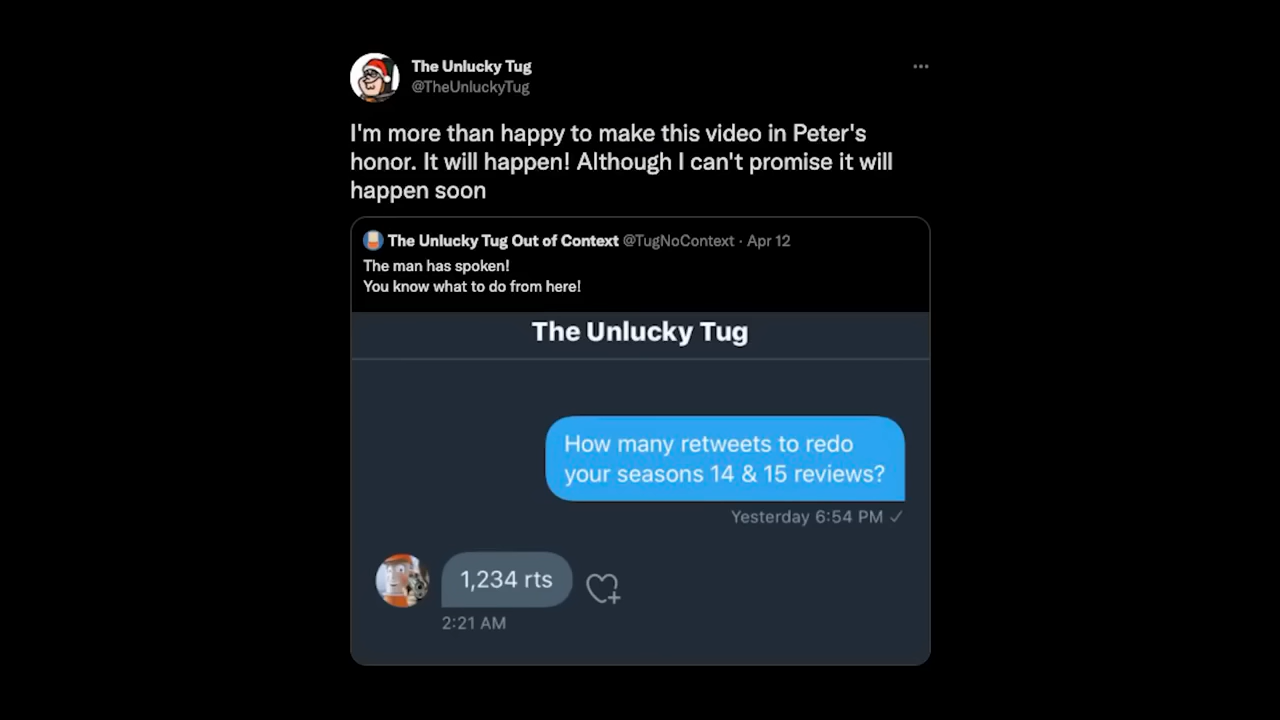 The Unlucky Tug
@TheUnluckyTug
I'm more than happy to make this video in Peter's
honor. It will happen! Although I can't promise it will
happen soon
The Unlucky Tug Out of Context @TugNoContext · Apr 12
The man has spoken!
You know what to do from here!
The Unlucky Tug
How many retweets to redo
your seasons 14 & 15 reviews?
Yesterday 6:54 PM ✓
1,234 rts
2:21 AM